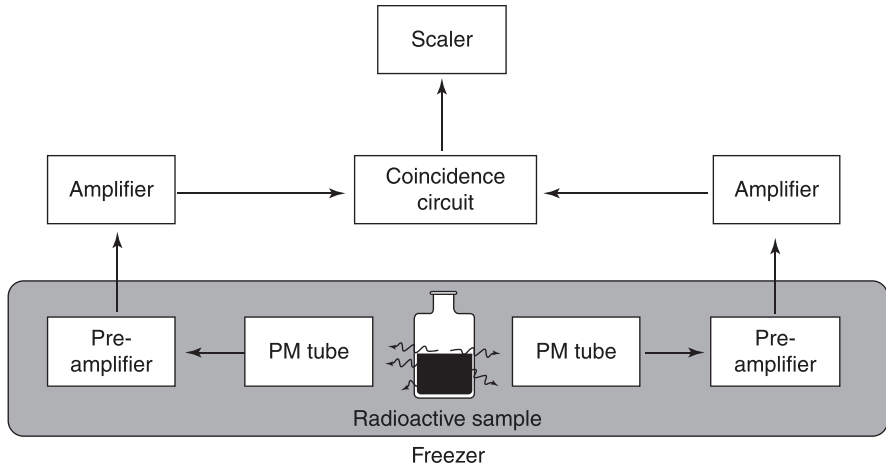 Scaler
Amplifier
Coincidence
circuit
Amplifier
Pre-
amplifier
PM tube
PM tube
Pre-
amplifier
Radioactive sample
Freezer